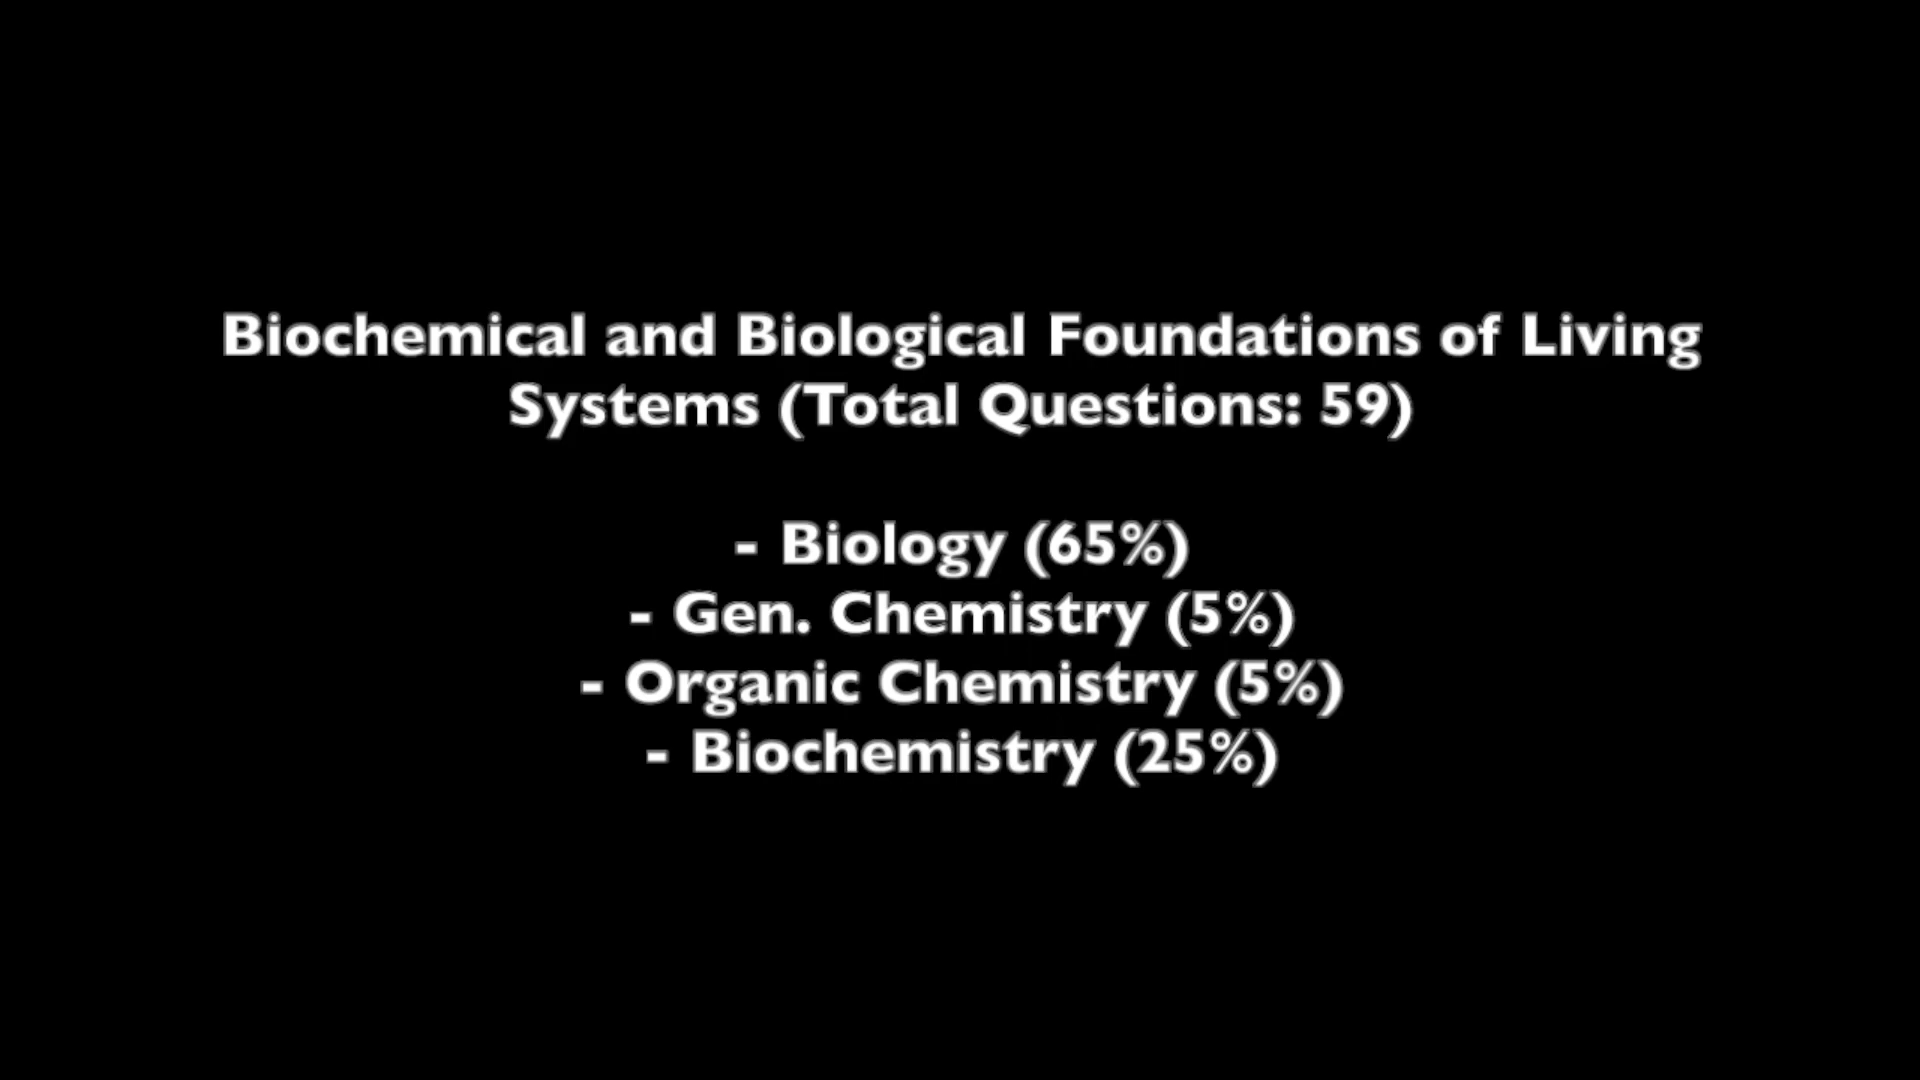 Biochemical and Biological Foundations of Living
Systems (Total Questions: 59)
- Biology (65%)
- Gen. Chemistry (5%)
- Organic Chemistry (5%)
- Biochemistry (25%)